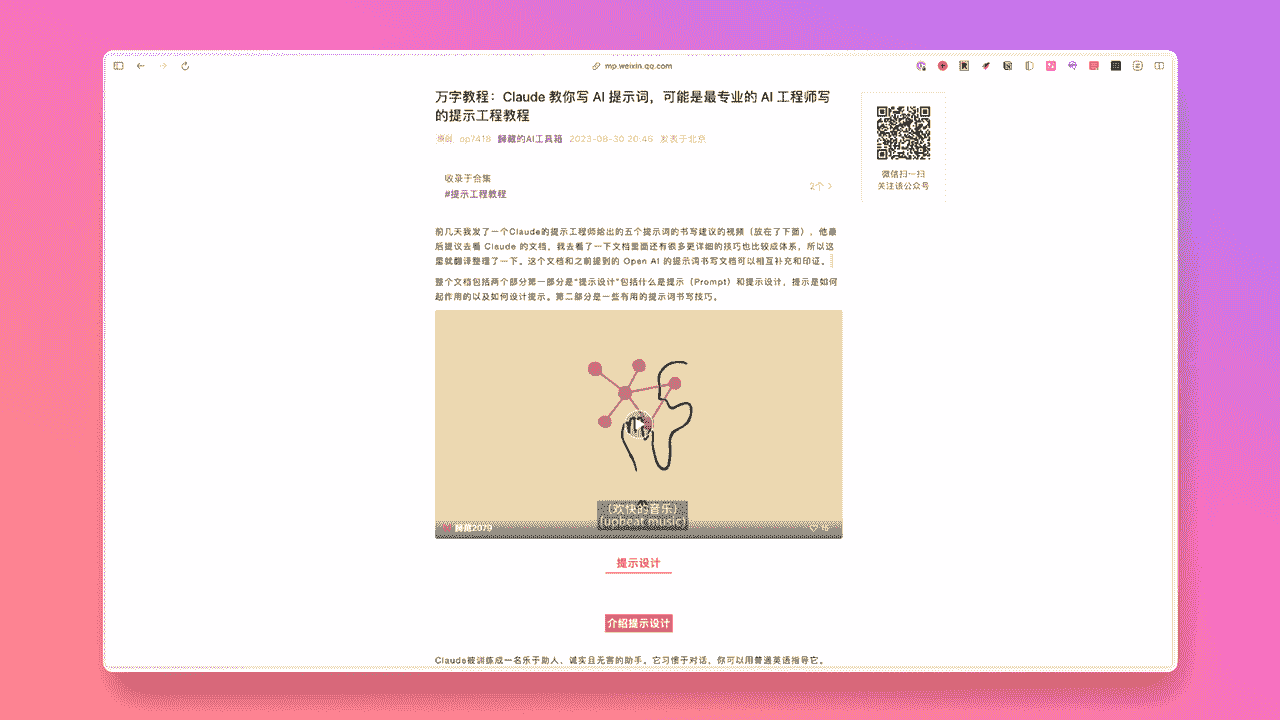 mp.weixin.qq.com
万字教程：Claude 教你写 AI 提示词，可能是最专业的 AI 工程师写
的提示工程教程
原创 op7418 歸藏的AI工具箱 2023-08-30 20:46 发表于北京
微信扫一扫
关注该公众号
收录于合集
#提示工程教程
2个
前几天我发了一个Claude的提示工程师给出的五个提示词的书写建议的视频（放在了下面），他最
后提议去看 Claude 的文档，我去看了一下文档里面还有很多更详细的技巧也比较成体系，所以这
里就翻译整理了一下。这个文档和之前提到的 Open AI 的提示词书写文档可以相互补充和印证。
整个文档包括两个部分第一部分是“提示设计”包括什么是提示（Prompt）和提示设计，提示是如何
起作用的以及如何设计提示。第二部分是一些有用的提示词书写技巧。
（欢快的音乐）
(upbeat music)
歸藏2079
16
提示设计
介绍提示设计
Claude被训练成一名乐于助人、诚实且无害的助手。它习惯于对话，你可以用普通英语指导它。